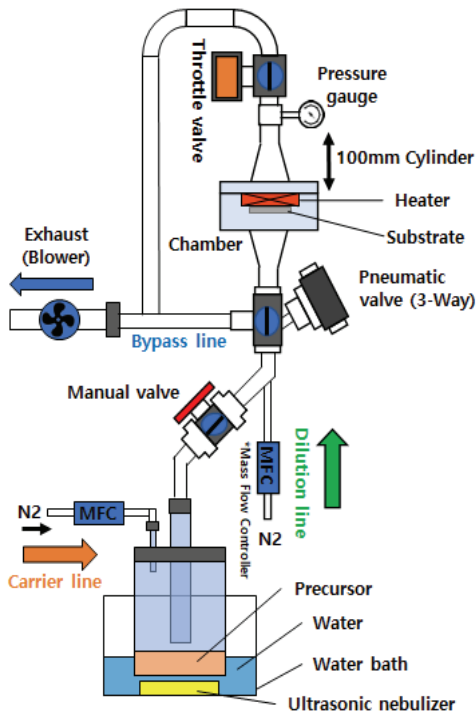 Throttle valve
Pressure
gauge
100mm Cylinder
Heater
Substrate
Chamber
Exhaust
(Blower)
Pneumatic
valve (3-Way)
Bypass line
Manual valve
*Mass Flow Controller
MFC
Dilution line
N2
N2
MFC
Carrier line
Precursor
Water
Water bath
Ultrasonic nebulizer